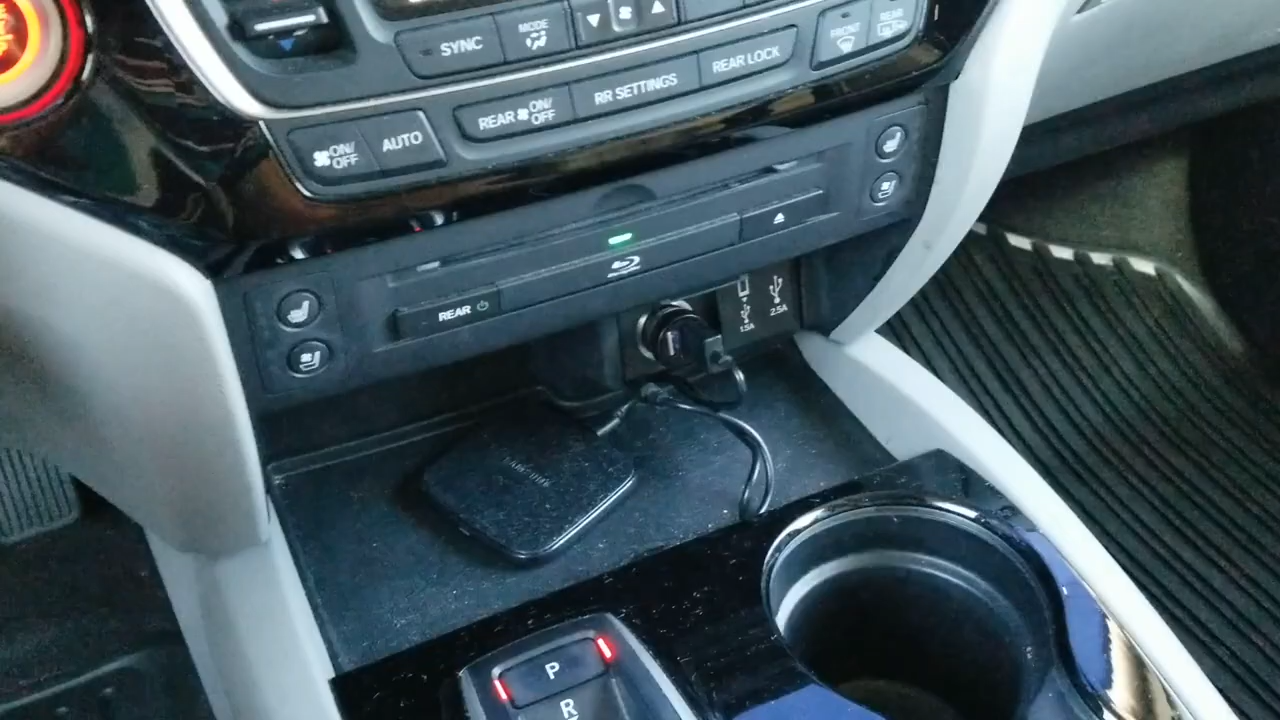 SYNC
MODE
FRONT
REAR
ON/
OFF
AUTO
REAR
ON/
OFF
RR SETTINGS
REAR LOCK
REAR
1.5A
2.5A
SAMSUNG
P
R